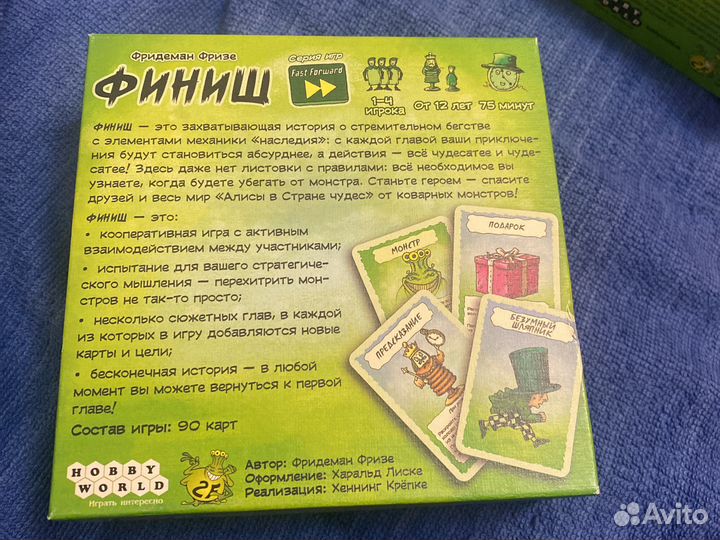 Фридеман Фризе
ФИНИШ
Серия игр
Fast Forward
1–4
игрока
От 12 лет
75 минут
ФИНИШ — это захватывающая история о стремительном бегстве
с элементами механики «наследия»: с каждой главой ваши приключе-
ния будут становиться абсурднее, а действия — всё чудесатее и чуде-
сатее! Здесь даже нет листовки с правилами: всё необходимое вы
узнаете, когда будете убегать от монстра. Станьте героем — спасите
друзей и весь мир «Алисы в Стране чудес» от коварных монстров!
ФИНИШ — это:
• кооперативная игра с активным
взаимодействием между участниками;
• испытание для вашего стратегиче-
ского мышления — перехитрить мон-
стров не так-то просто;
• несколько сюжетных глав, в каждой
из которых в игру добавляются новые
карты и цели;
• бесконечная история — в любой
момент вы можете вернуться к первой
главе!
Состав игры: 90 карт
МОНСТР
ПОДАРОК
ПРЕДСКАЗАНИЕ
БЕЗУМНЫЙ
ШЛЯПНИК
HOBBY
WORLD
Играть интересно
2F
Автор: Фридеман Фризе
Оформление: Харальд Лиске
Реализация: Хеннинг Крёпке
WORLD
Avito